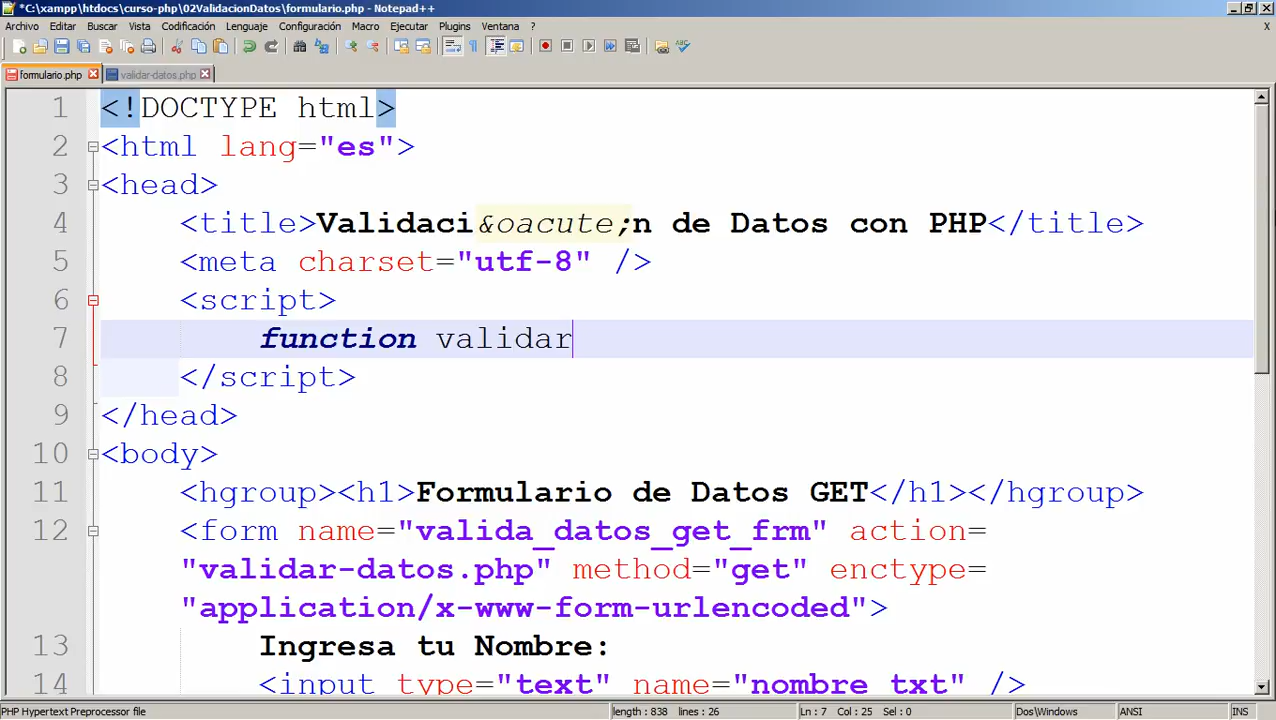 *C:\xampp\htdocs\curso-php\02ValidacionDatos\formulario.php - Notepad++
Archivo Editar Buscar Vista Codificación Lenguaje Configuración Macro Ejecutar Plugins Ventana ? X
formulario.php validar-datos.php
1 <!DOCTYPE html>
2 <html lang="es">
3 <head>
4 <title>Validaci&oacute;n de Datos con PHP</title>
5 <meta charset="utf-8" />
6 <script>
7 function validar
8 </script>
9 </head>
10 <body>
11 <hgroup><h1>Formulario de Datos GET</h1></hgroup>
12 <form name="valida_datos_get_frm" action=
"validar-datos.php" method="get" enctype=
"application/x-www-form-urlencoded">
13 Ingresa tu Nombre:
14 <input type="text" name="nombre_txt" />
PHP Hypertext Preprocessor file length : 838 lines : 26 Ln : 7 Col : 25 Sel : 0 Dos\Windows ANSI INS